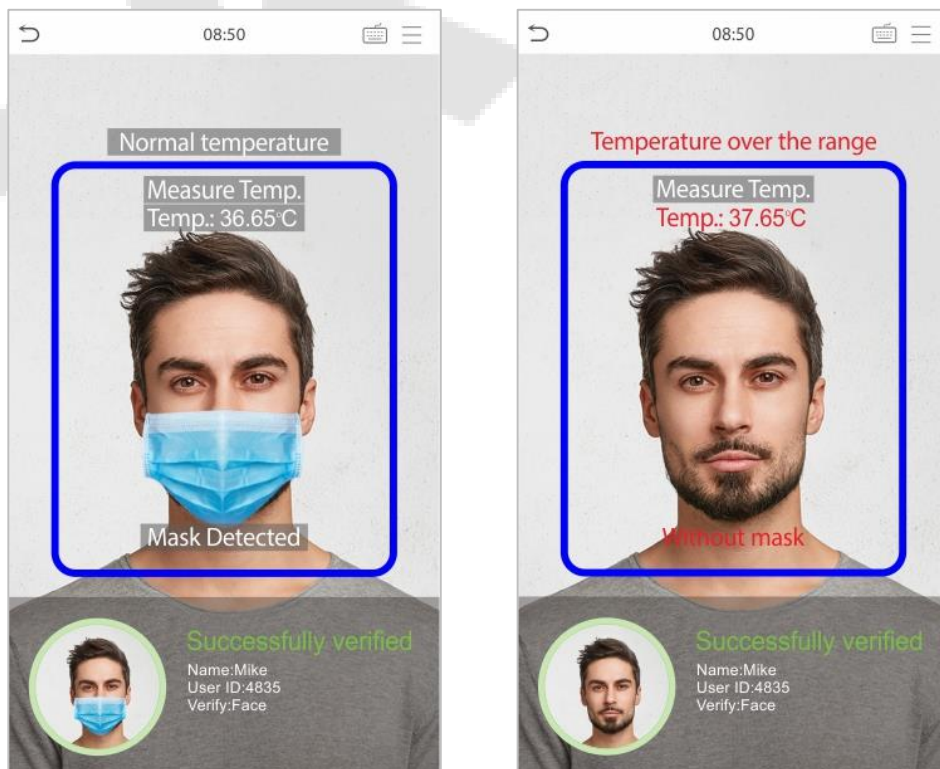 08:50
Normal temperature
Measure Temp.
Temp.: 36.65°C
Mask Detected
Successfully verified
Name:Mike
User ID:4835
Verify:Face
08:50
Temperature over the range
Measure Temp.
Temp.: 37.65°C
Without mask
Successfully verified
Name:Mike
User ID:4835
Verify:Face